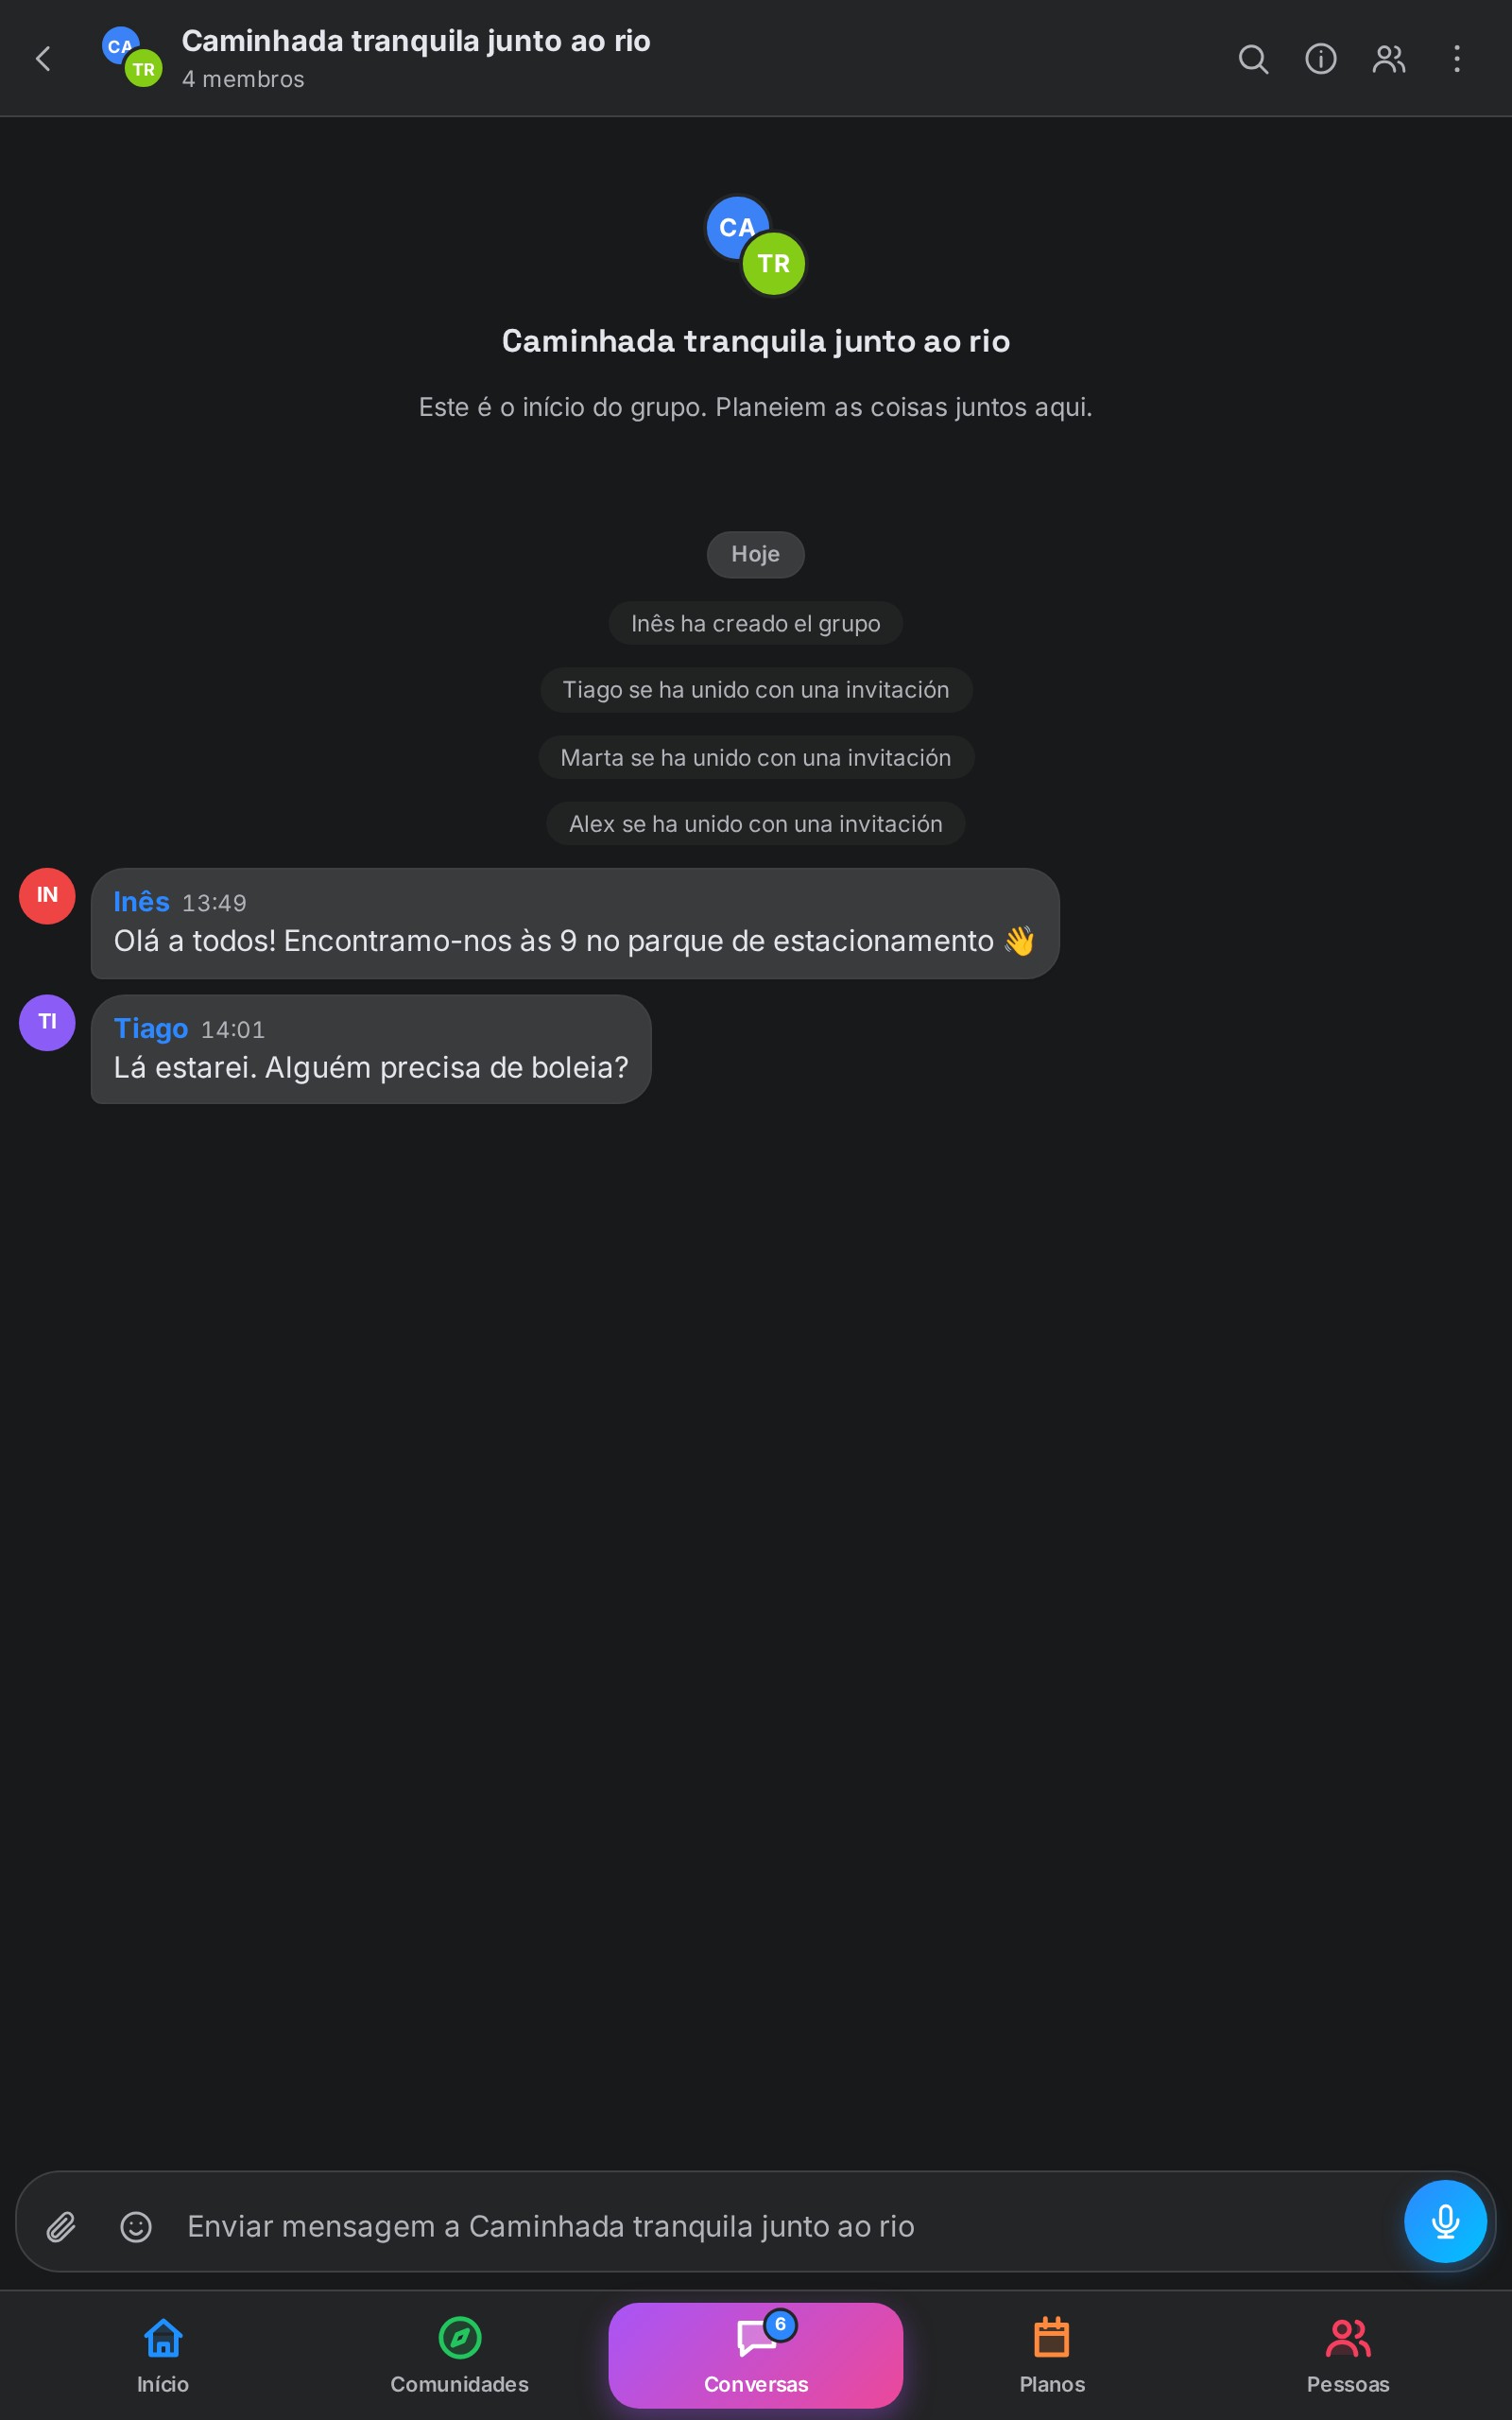 CA
TR
Caminhada tranquila junto ao rio
4 membros
CA
TR
Caminhada tranquila junto ao rio
Este é o início do grupo. Planeiem as coisas juntos aqui.
Hoje
Inês ha creado el grupo
Tiago se ha unido con una invitación
Marta se ha unido con una invitación
Alex se ha unido con una invitación
IN
Inês 13:49
Olá a todos! Encontramo-nos às 9 no parque de estacionamento 👋
TI
Tiago 14:01
Lá estarei. Alguém precisa de boleia?
Enviar mensagem a Caminhada tranquila junto ao rio
6
Início
Comunidades
Conversas
Planos
Pessoas